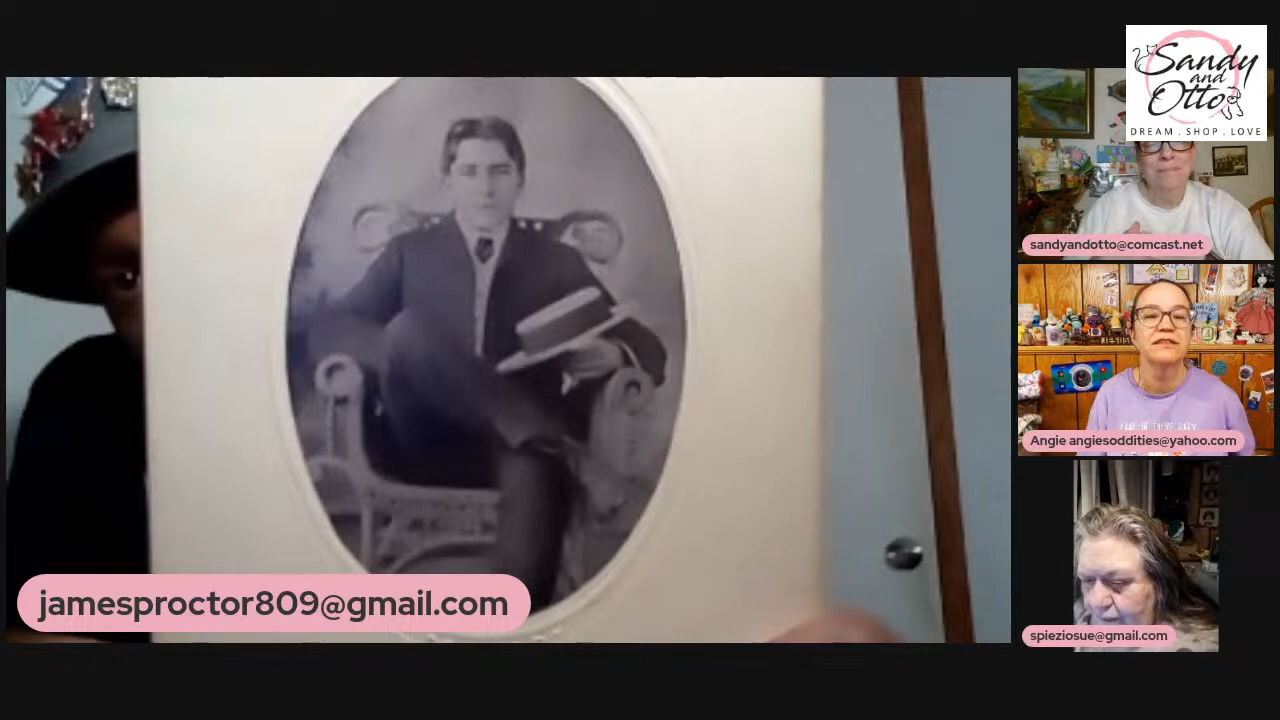 Sandy
and
Otto
DREAM . SHOP . LOVE
sandyandotto@comcast.net
Angie angiesoddities@yahoo.com
jamesproctor809@gmail.com
spieziosue@gmail.com